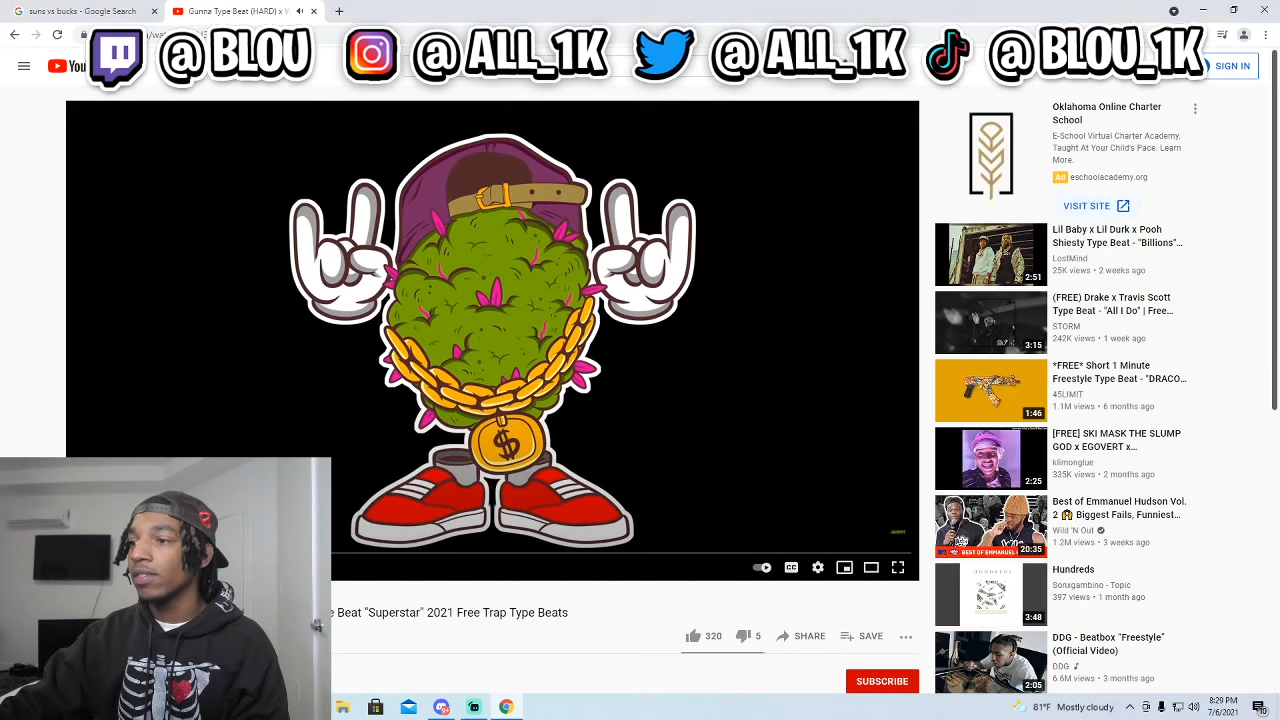 suns vs bucks - Google Search
Gunna Type Beat (HARD) x W
@ BLOU
@ ALL_1K
@ ALL_1K
@ BLOU_1K
SIGN IN
Oklahoma Online Charter
School
E-School Virtual Charter Academy.
Taught At Your Child's Pace. Learn
More.
Ad eschoolacademy.org
VISIT SITE
Lil Baby x Lil Durk x Pooh
Shiesty Type Beat - "Billions"...
LostMind
25K views • 2 weeks ago
2:51
(FREE) Drake x Travis Scott
Type Beat - "All I Do" | Free...
STORM
242K views • 1 week ago
3:15
*FREE* Short 1 Minute
Freestyle Type Beat - "DRACO...
45LIMIT
1.1M views • 6 months ago
1:46
[FREE] SKI MASK THE SLUMP
GOD x EGOVERT x...
klimonglue
335K views • 2 months ago
2:25
Best of Emmanuel Hudson Vol.
2 😱 Biggest Fails, Funniest...
Wild 'N Out
1.2M views • 3 weeks ago
BEST OF EMMANUEL
20:35
Hundreds
Sonxgambino - Topic
397 views • 1 month ago
HUNDREDS
3:48
DDG - Beatbox "Freestyle"
(Official Video)
DDG
6.6M views • 3 months ago
2:05
$
CC
Beat "Superstar" 2021 Free Trap Type Beats
320
5
SHARE
SAVE
SUBSCRIBE
81°F Mostly cloudy
8:29 PM
7/6/2021